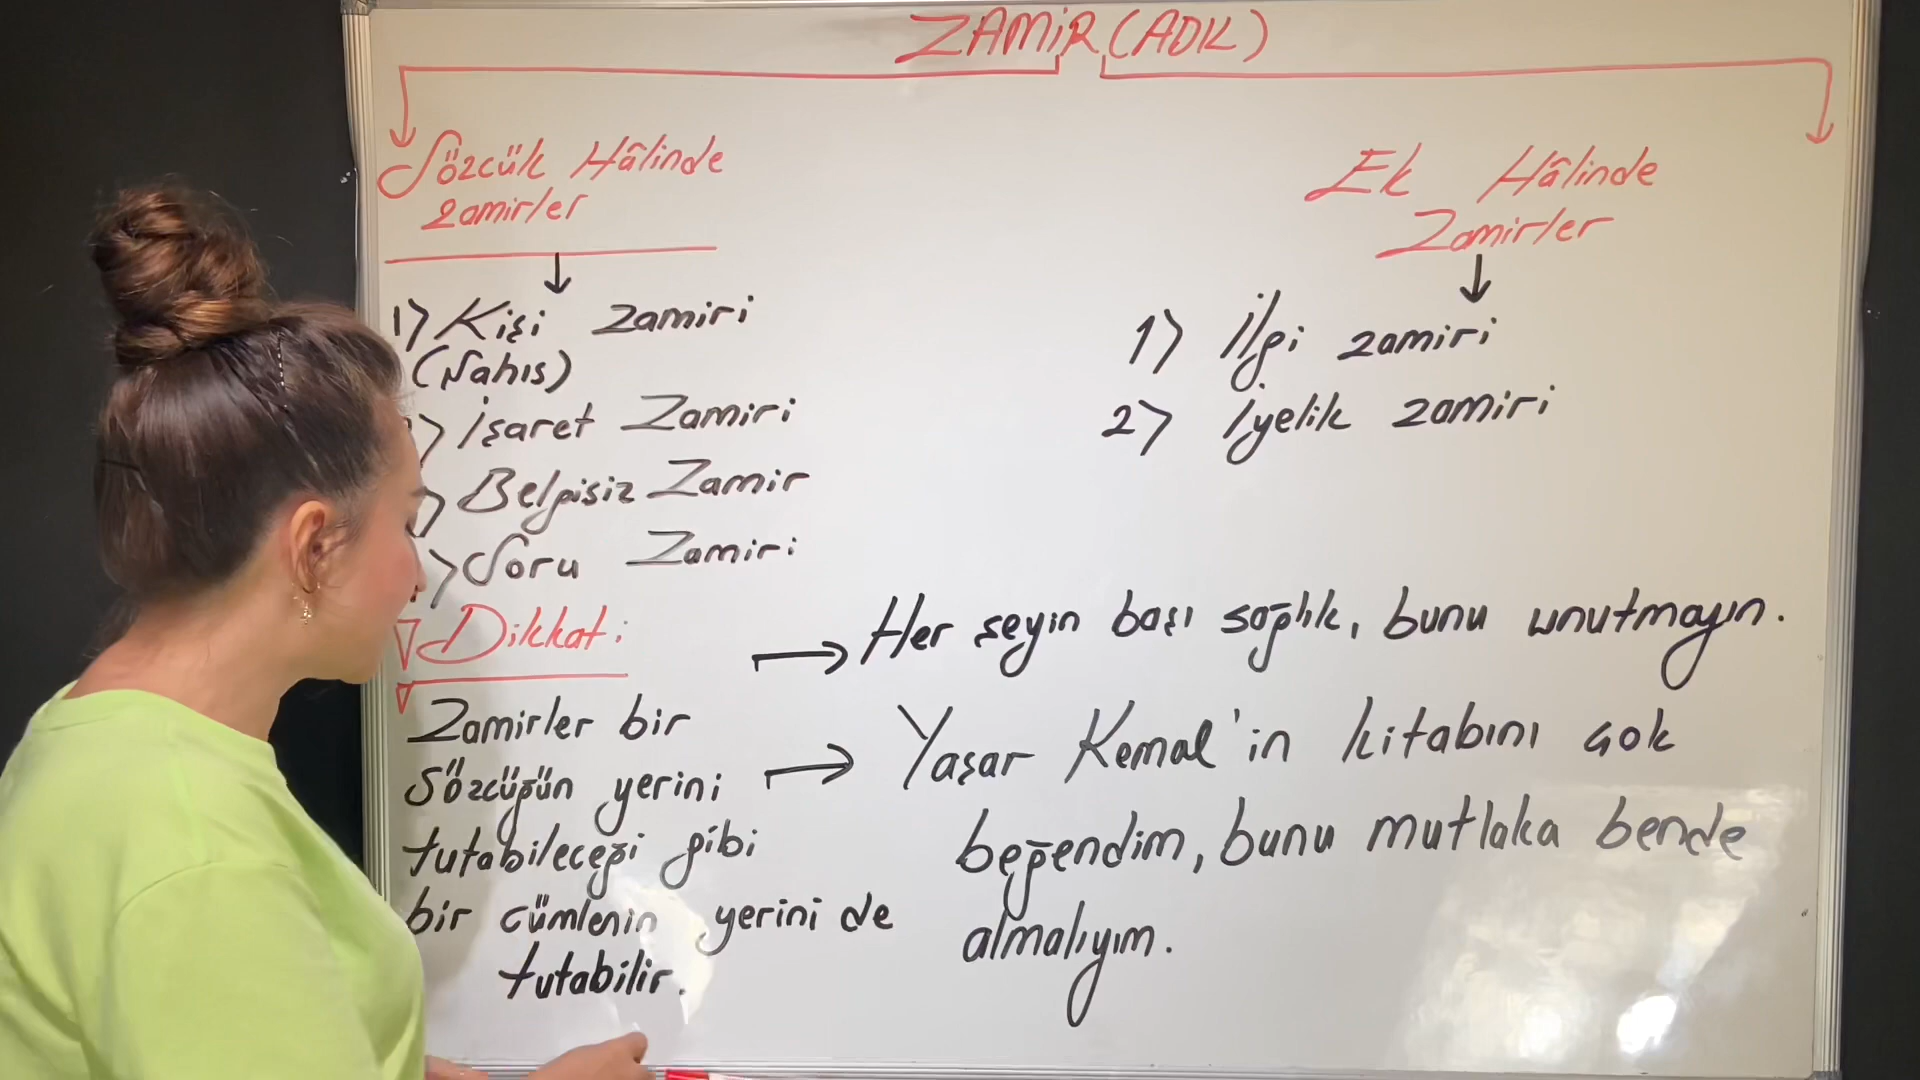 ZAMİR (ADIL)
Sözcük Hâlinde
Zamirler
1) Kişi Zamiri
(Şahıs)
) İşaret Zamiri
) Belgisiz Zamir
) Soru Zamiri
Dikkat:
Zamirler bir
sözcüğün yerini
tutabileceği gibi
bir cümlenin yerini de
tutabilir.
Ek Hâlinde
Zamirler
1) İlgi zamiri
2) İyelik zamiri
→ Her şeyin başı sağlık, bunu unutmayın.
→ Yaşar Kemal'in kitabını çok
beğendim, bunu mutlaka bende
almalıyım.